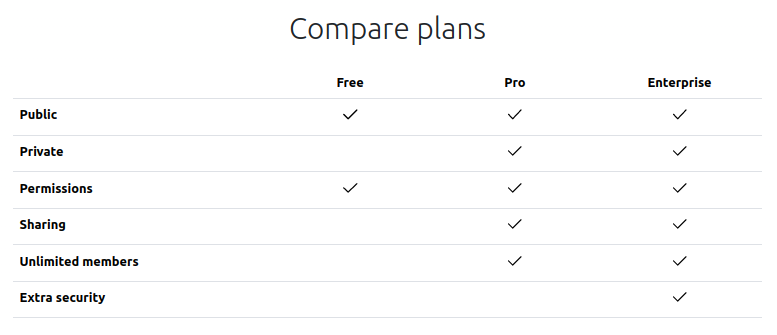 Compare plans
Free Pro Enterprise
Public ✓ ✓ ✓
Private ✓ ✓
Permissions ✓ ✓ ✓
Sharing ✓ ✓
Unlimited members ✓ ✓
Extra security ✓